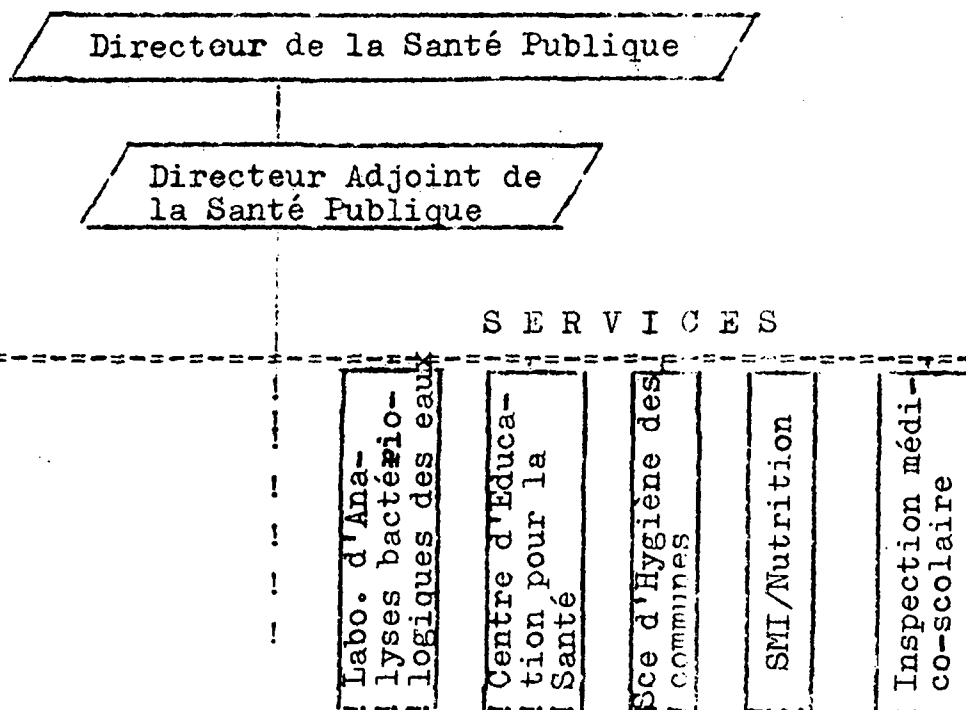 Directeur de la Santé Publique
Directeur Adjoint de
la Santé Publique
SERVICES
Labo. d'Ana-
lyses bactério-
logiques des eaux
Centre d'Educa-
tion pour la
Santé
Sce d'Hygiène des
communes
SMI/Nutrition
Inspection médi-
co-scolaire